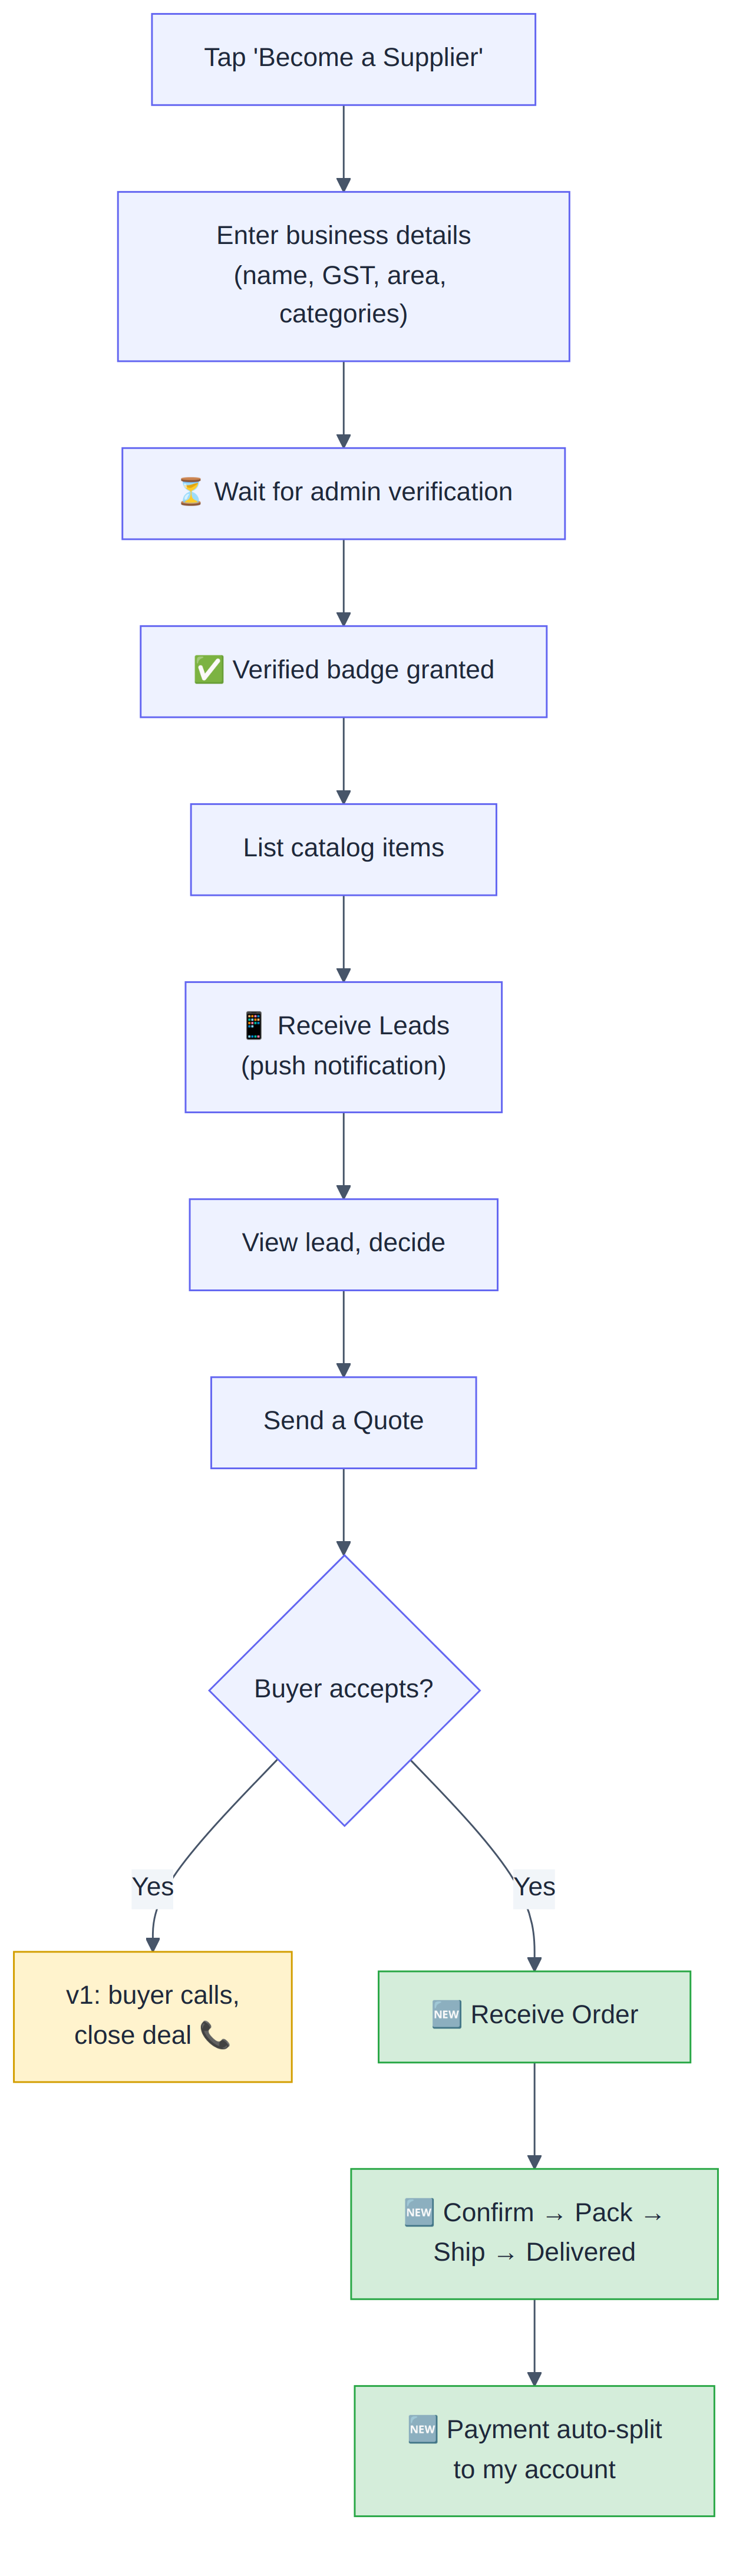 Tap 'Become a Supplier'
Enter business details
(name, GST, area,
categories)
⏳ Wait for admin verification
✅ Verified badge granted
List catalog items
📱 Receive Leads
(push notification)
View lead, decide
Send a Quote
Buyer accepts?
Yes
Yes
v1: buyer calls,
close deal 📞
🆕 Receive Order
🆕 Confirm → Pack →
Ship → Delivered
🆕 Payment auto-split
to my account